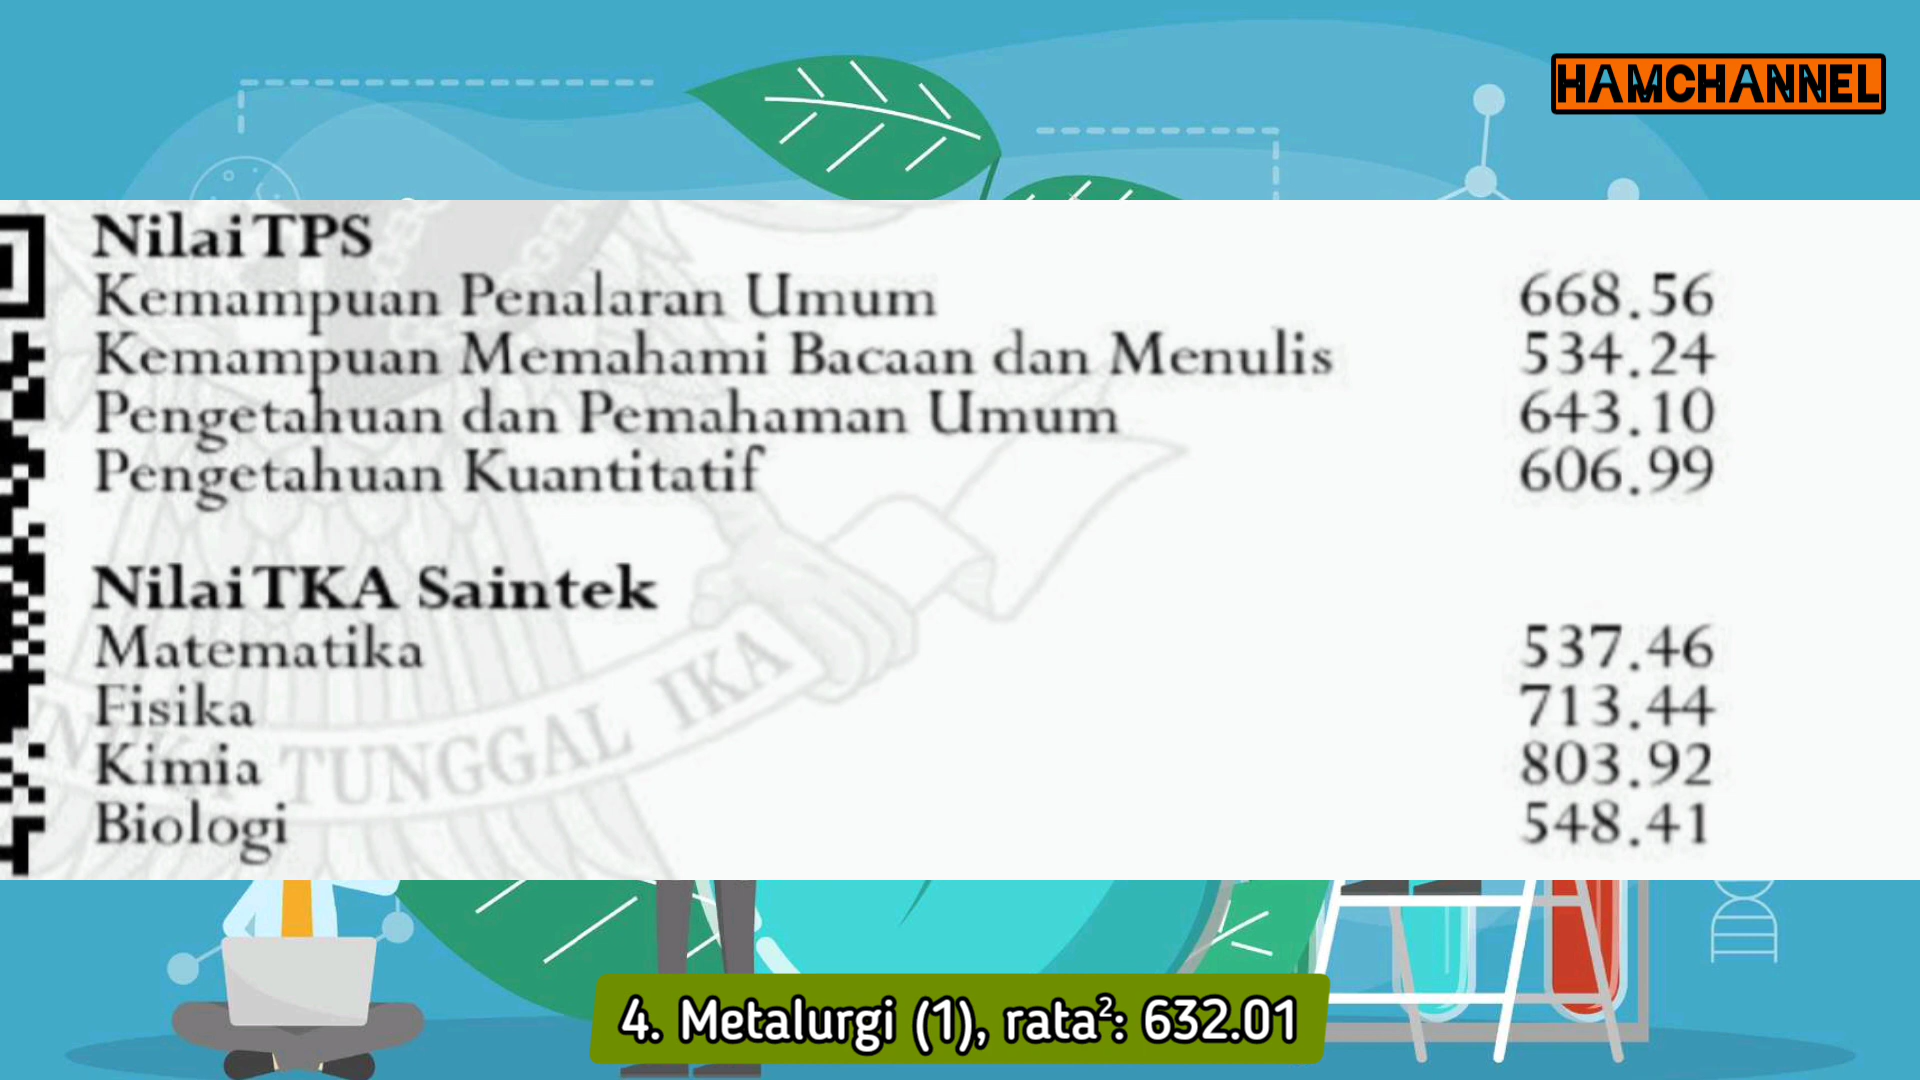 HAMCHANNEL
Nilai TPS
Kemampuan Penalaran Umum 668.56
Kemampuan Memahami Bacaan dan Menulis 534.24
Pengetahuan dan Pemahaman Umum 643.10
Pengetahuan Kuantitatif 606.99
Nilai TKA Saintek
Matematika 537.46
Fisika 713.44
Kimia 803.92
Biologi 548.41
TUNGGAL IKA
4. Metalurgi (1), rata²: 632.01